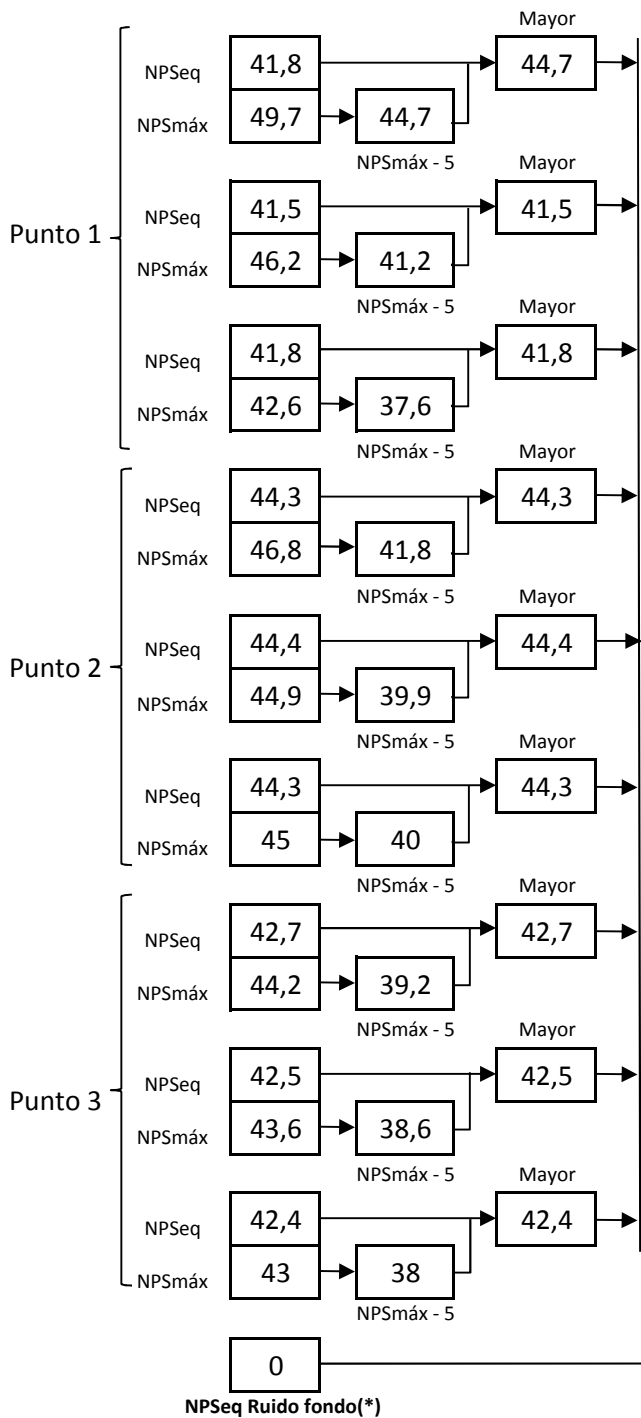 Mayor
NPSeq 41,8 44,7
NPSmáx 49,7 44,7
NPSmáx - 5
Mayor
NPSeq 41,5 41,5
Punto 1
NPSmáx 46,2 41,2
NPSmáx - 5
Mayor
NPSeq 41,8 41,8
NPSmáx 42,6 37,6
NPSmáx - 5
Mayor
NPSeq 44,3 44,3
NPSmáx 46,8 41,8
NPSmáx - 5
Mayor
NPSeq 44,4 44,4
Punto 2
NPSmáx 44,9 39,9
NPSmáx - 5
Mayor
NPSeq 44,3 44,3
NPSmáx 45 40
NPSmáx - 5
Mayor
NPSeq 42,7 42,7
NPSmáx 44,2 39,2
NPSmáx - 5
Mayor
NPSeq 42,5 42,5
Punto 3
NPSmáx 43,6 38,6
NPSmáx - 5
Mayor
NPSeq 42,4 42,4
NPSmáx 43 38
NPSmáx - 5
0
NPSeq Ruido fondo(*)